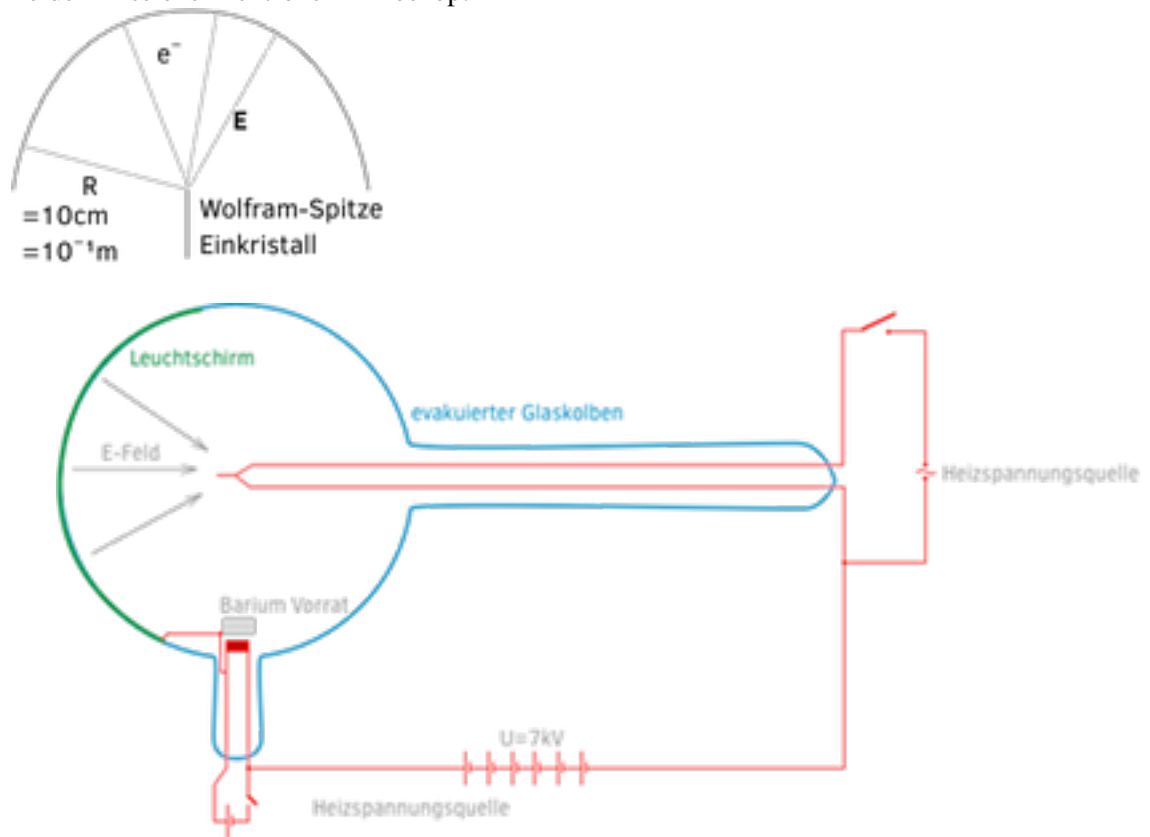 e⁻
E
R
=10cm
=10⁻¹m
Wolfram-Spitze
Einkristall
Leuchtschirm
evakuierter Glaskolben
E-Feld
Heizspannungsquelle
Barium Vorrat
U=7kV
Heizspannungsquelle